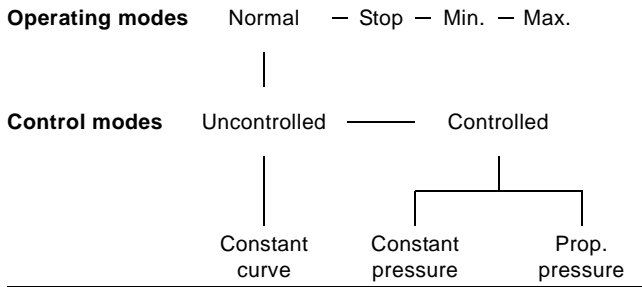 Operating modes Normal – Stop – Min. – Max.
Control modes Uncontrolled Controlled
Constant Constant Prop.
curve pressure pressure